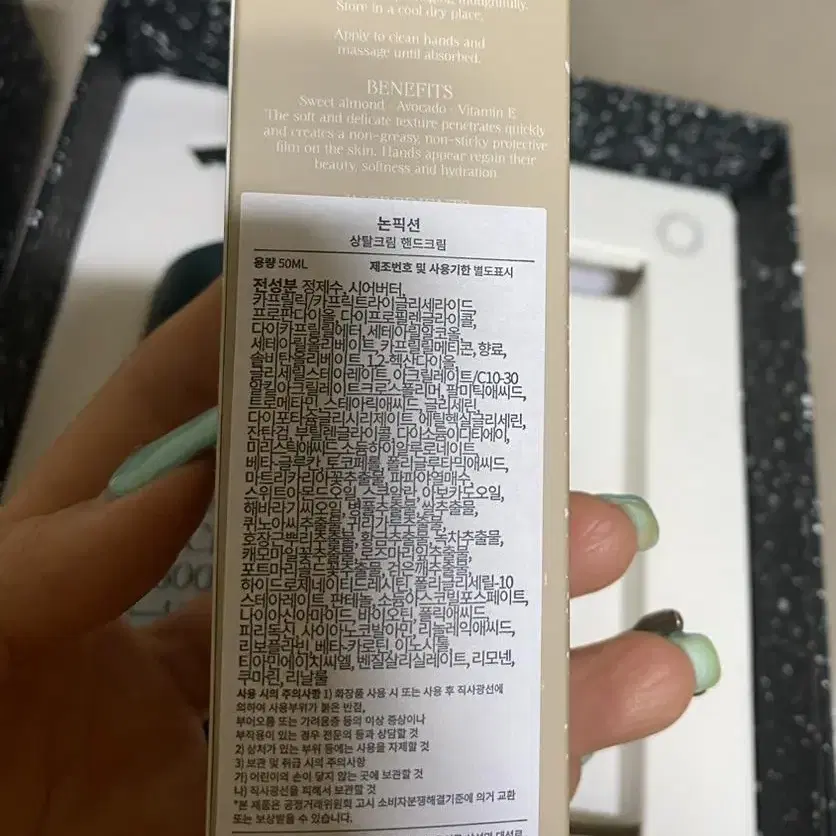 Store in a cool dry place.
Apply to clean hands and
massage until absorbed.
BENEFITS
Sweet almond · Avocado · Vitamin E
The soft and delicate texture penetrates quickly
and creates a non-greasy, non-sticky protective
film on the skin. Hands appear regain their
beauty, softness and hydration
논픽션
상탈크림 핸드크림
용량 50ML 제조번호 및 사용기한 별도표시
전성분 정제수, 시어버터,
카프릴릭/카프릭트라이글리세라이드,
프로판다이올, 다이프로필렌글라이콜,
다이카프릴릴에터, 세테아릴알코올,
세테아릴올리베이트, 카프릴릴메티콘, 향료,
솔비탄올리베이트, 1,2-헥산다이올,
글리세릴스테아레이트, 아크릴레이트/C10-30
알킬아크릴레이트크로스폴리머, 팔미틱애씨드,
트로메타민, 스테아릭애씨드, 글리세린,
다이포타슘글리시리제이트, 에틸헥실글리세린,
잔탄검, 부틸렌글라이콜, 다이소듐이디티에이,
미리스틱애씨드, 소듐하이알루로네이트,
베타-글루칸, 토코페롤, 폴리글루타믹애씨드,
마트리카리아꽃추출물, 파파야열매수,
스위트아몬드오일, 스쿠알란, 아보카도오일,
해바라기씨오일, 병풀추출물, 쌀추출물,
퀴노아씨추출물, 귀리가루추출물,
호장근뿌리추출물, 황금추출물, 녹차추출물,
캐모마일꽃추출물, 로즈마리잎추출물,
포트마리골드꽃추출물, 검은깨추출물,
하이드로제네이티드레시틴, 폴리글리세릴-10
스테아레이트, 판테놀, 소듐아스코빌포스페이트,
나이아신아마이드, 바이오틴, 폴릭애씨드,
피리독신, 사이아노코발아민, 리놀레익애씨드,
리보플라빈, 베타-카로틴, 이노시톨,
티아민에이치씨엘, 벤질살리실레이트, 리모넨,
쿠마린, 리날룰
사용 시의 주의사항 1) 화장품 사용 시 또는 사용 후 직사광선에
의하여 사용부위가 붉은 반점,
부어오름 또는 가려움증 등의 이상 증상이나
부작용이 있는 경우 전문의 등과 상담할 것
2) 상처가 있는 부위 등에는 사용을 자제할 것
3) 보관 및 취급 시의 주의사항
가) 어린이의 손이 닿지 않는 곳에 보관할 것
나) 직사광선을 피해서 보관할 것
*본 제품은 공정거래위원회 고시 소비자분쟁해결기준에 의거 교환
또는 보상받을 수 있습니다.